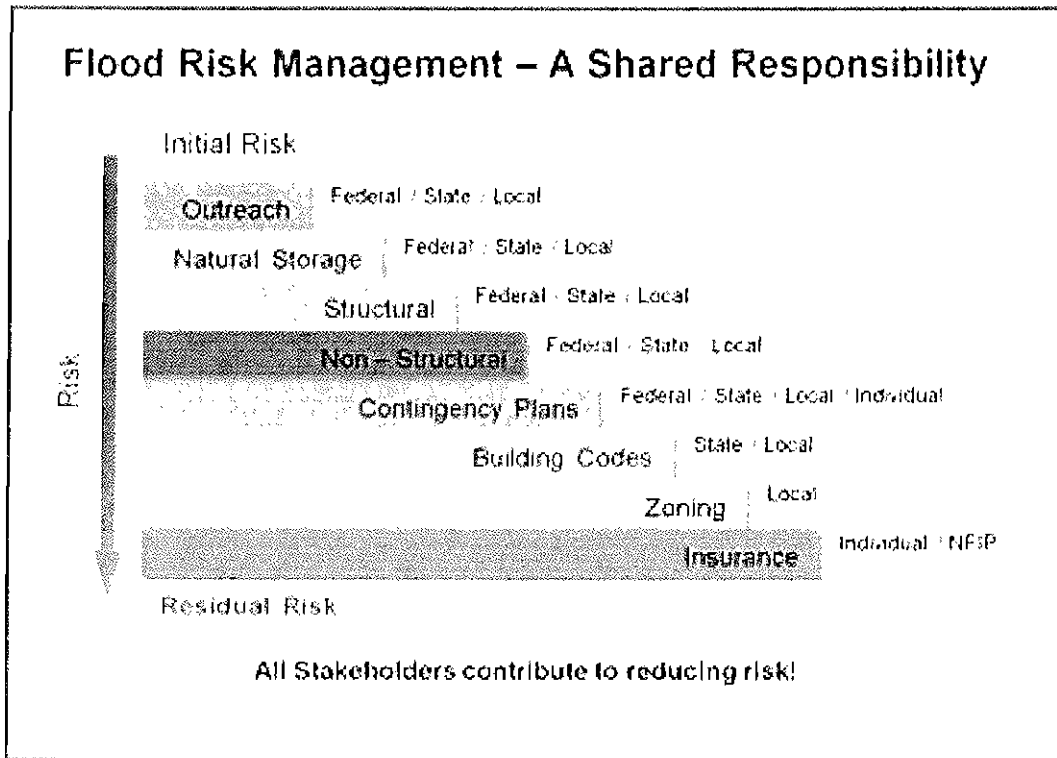 Flood Risk Management – A Shared Responsibility
Initial Risk
Outreach
Federal / State / Local
Natural Storage
Federal / State / Local
Structural
Federal / State / Local
Non – Structural
Federal / State / Local
Contingency Plans
Federal / State / Local / Individual
Building Codes
State / Local
Zoning
Local
Insurance
Individual / NFIP
Risk
Residual Risk
All Stakeholders contribute to reducing risk!